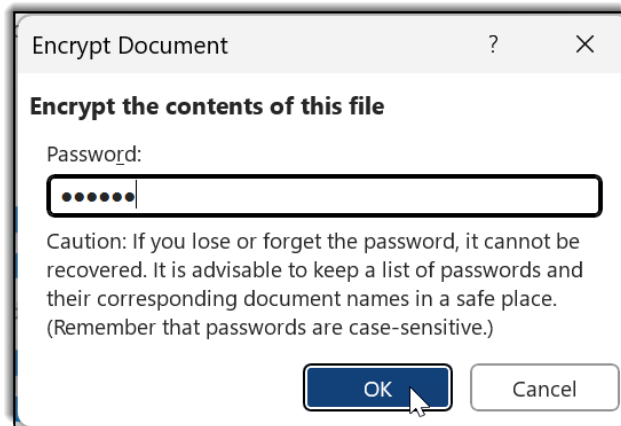 Encrypt Document ?
Encrypt the contents of this file
Password:
••••••
Caution: If you lose or forget the password, it cannot be
recovered. It is advisable to keep a list of passwords and
their corresponding document names in a safe place.
(Remember that passwords are case-sensitive.)
OK Cancel